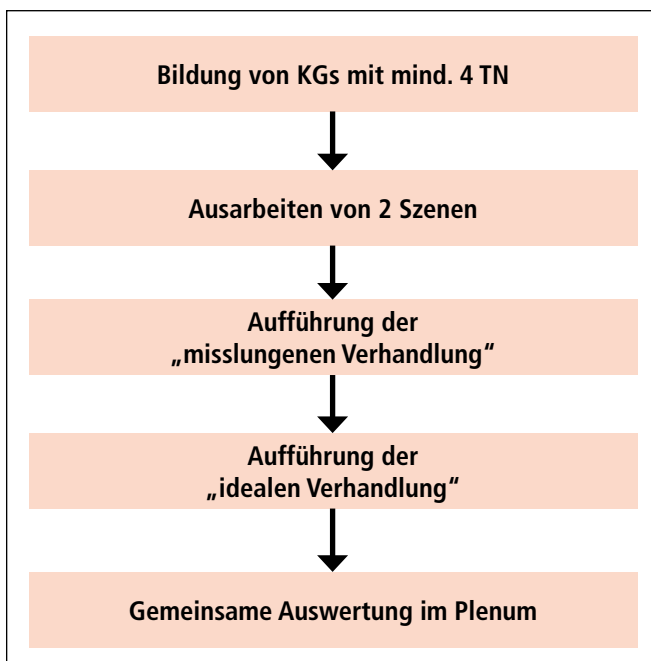 Bildung von KGs mit mind. 4 TN
Ausarbeiten von 2 Szenen
Aufführung der
„misslungenen Verhandlung“
Aufführung der
„idealen Verhandlung“
Gemeinsame Auswertung im Plenum